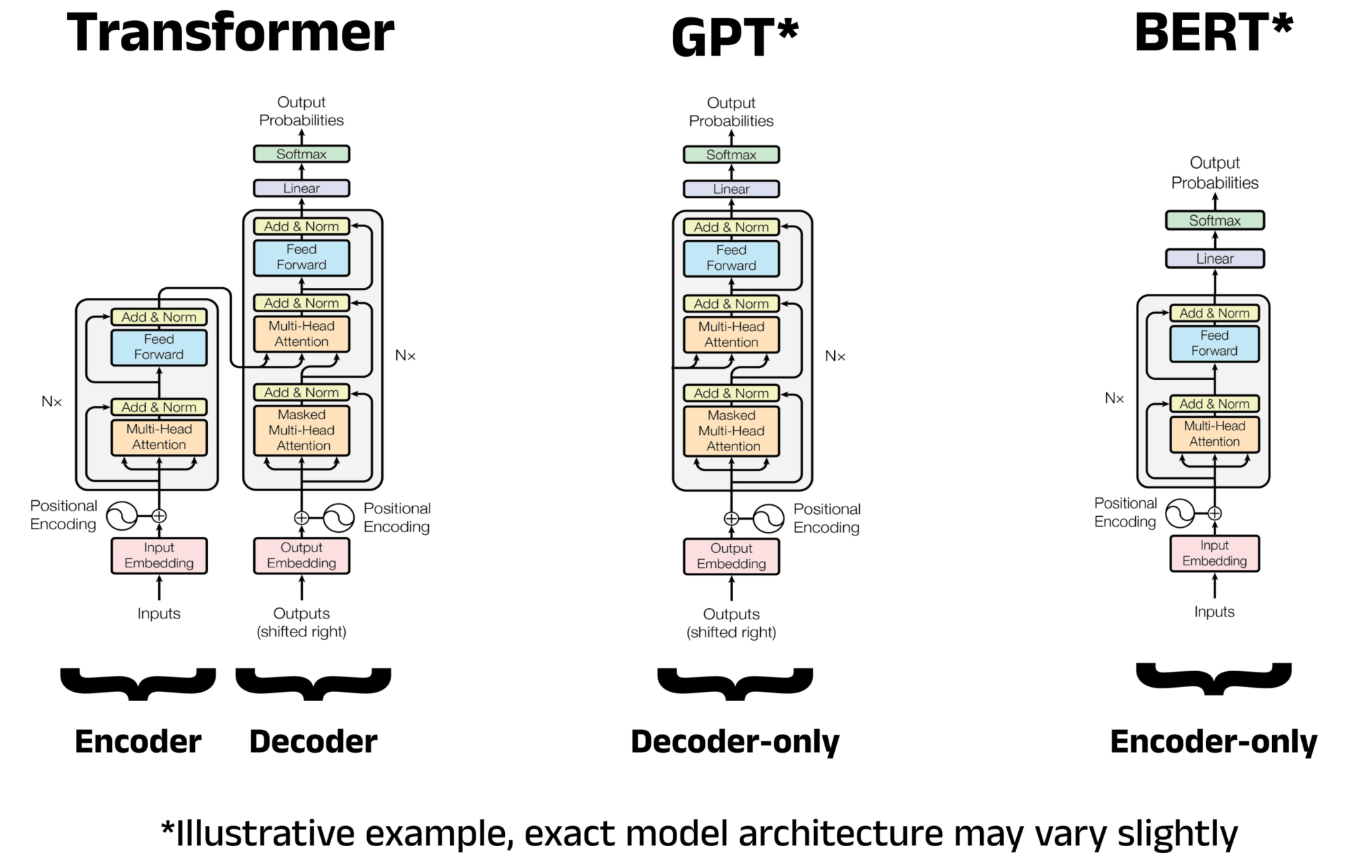 Transformer
GPT*
BERT*
Output
Probabilities
Softmax
Linear
Add & Norm
Feed
Forward
Add & Norm
Multi-Head
Attention
Add & Norm
Masked
Multi-Head
Attention
Nx
Positional
Encoding
Output
Embedding
Outputs
(shifted right)
Add & Norm
Feed
Forward
Add & Norm
Multi-Head
Attention
Nx
Positional
Encoding
Input
Embedding
Inputs
Encoder
Decoder
Output
Probabilities
Softmax
Linear
Add & Norm
Feed
Forward
Add & Norm
Multi-Head
Attention
Add & Norm
Masked
Multi-Head
Attention
Nx
Positional
Encoding
Output
Embedding
Outputs
(shifted right)
Decoder-only
Output
Probabilities
Softmax
Linear
Add & Norm
Feed
Forward
Add & Norm
Multi-Head
Attention
Nx
Positional
Encoding
Input
Embedding
Inputs
Encoder-only
*Illustrative example, exact model architecture may vary slightly